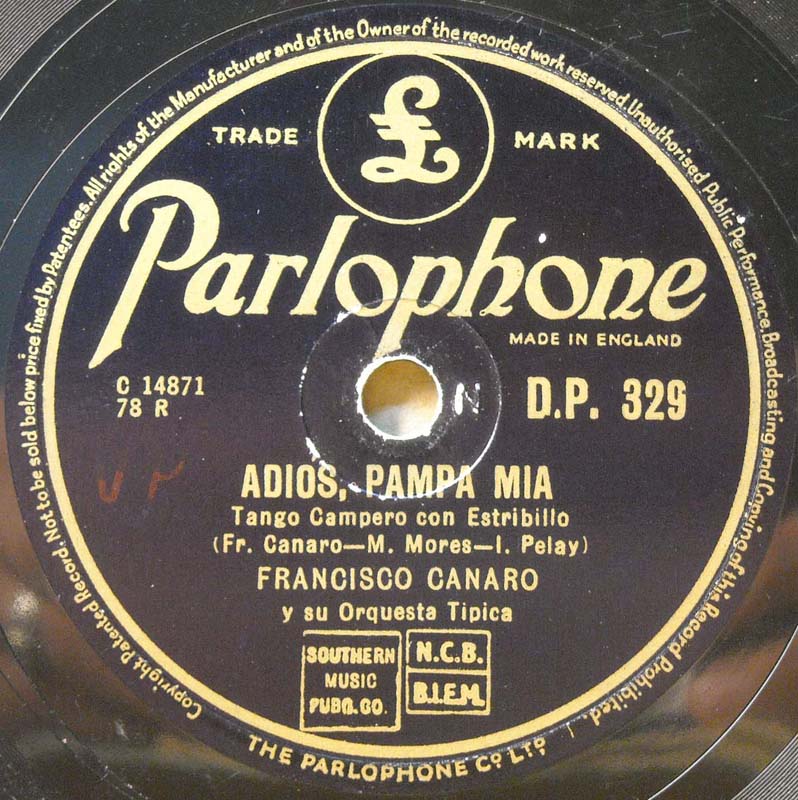 Copyright Patented Record. Not to be sold below price fixed by Patentees. All rights of the Manufacturer and of the Owner of the recorded work reserved. Unauthorised Public Performance. Broadcasting and Copying of this Record Prohibited.
£
TRADE MARK
Parlophone
MADE IN ENGLAND
C 14871
78 R
N
D.P. 329
ADIOS, PAMPA MIA
Tango Campero con Estribillo
(Fr. Canaro—M. Mores—I. Pelay)
FRANCISCO CANARO
y su Orquesta Tipica
SOUTHERN
MUSIC
PUBG. CO.
N.C.B.
B.I.E.M.
THE PARLOPHONE Co. LTD.